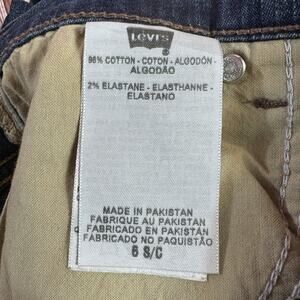 Levi's
®
98% COTTON - COTON - ALGODÓN -
ALGODÃO
2% ELASTANE - ELASTHANNE -
ELASTANO
MADE IN PAKISTAN
FABRIQUE AU PAKISTAN
FABRICADO EN PAKISTAN
FABRICADO NO PAQUISTÃO
6 S/C